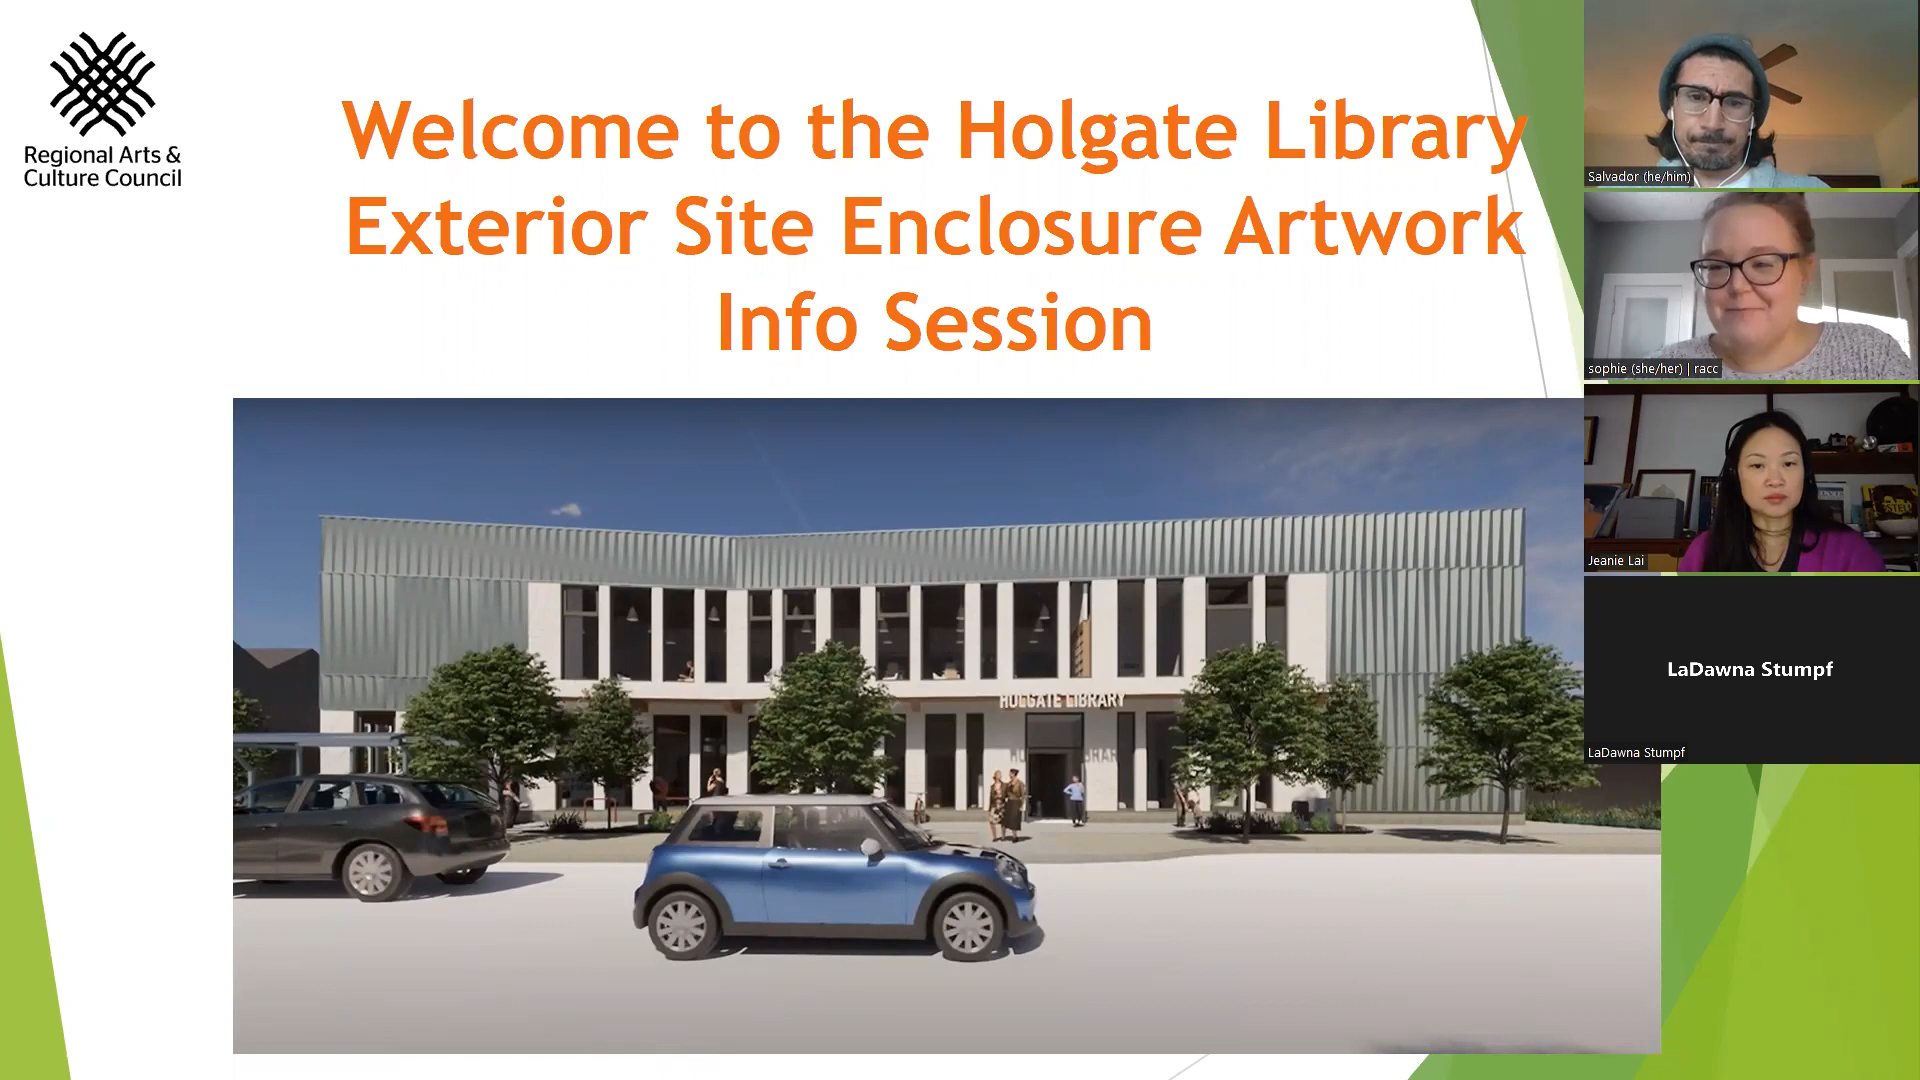 Regional Arts &
Culture Council
Welcome to the Holgate Library
Exterior Site Enclosure Artwork
Info Session
HOLGATE LIBRARY
Salvador (he/him)
sophie (she/her) | racc
Jeanie Lai
LaDawna Stumpf
LaDawna Stumpf